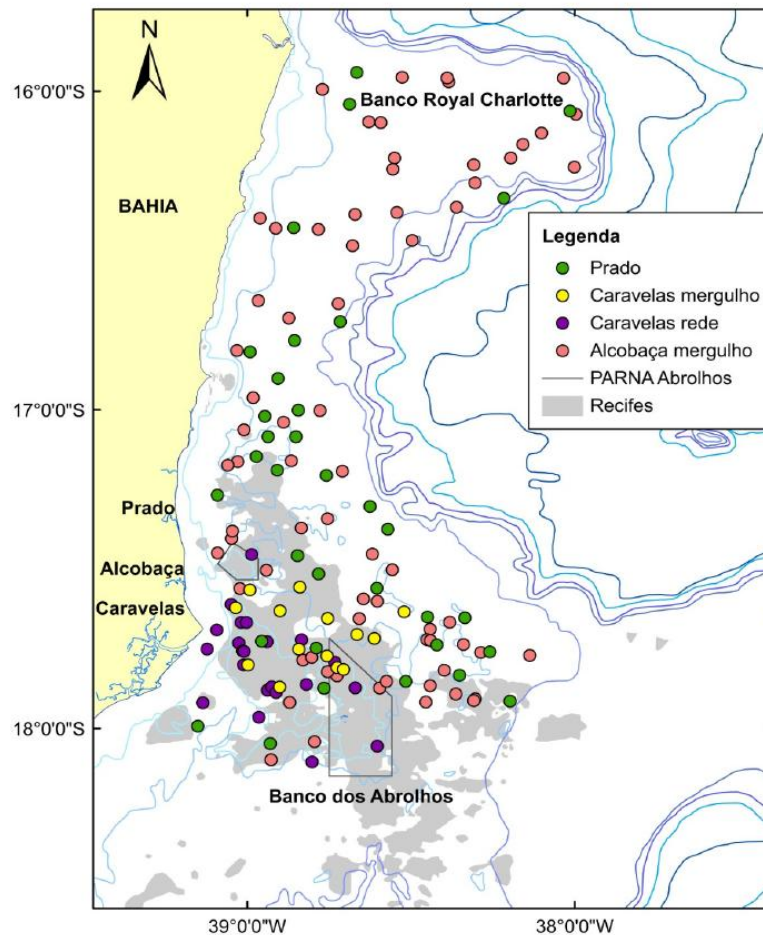 N
16°0'0"S
Banco Royal Charlotte
BAHIA
Legenda
Prado
Caravelas mergulho
Caravelas rede
Alcobaça mergulho
PARNA Abrolhos
Recifes
17°0'0"S
Prado
Alcobaça
Caravelas
18°0'0"S
Banco dos Abrolhos
39°0'0"W
38°0'0"W